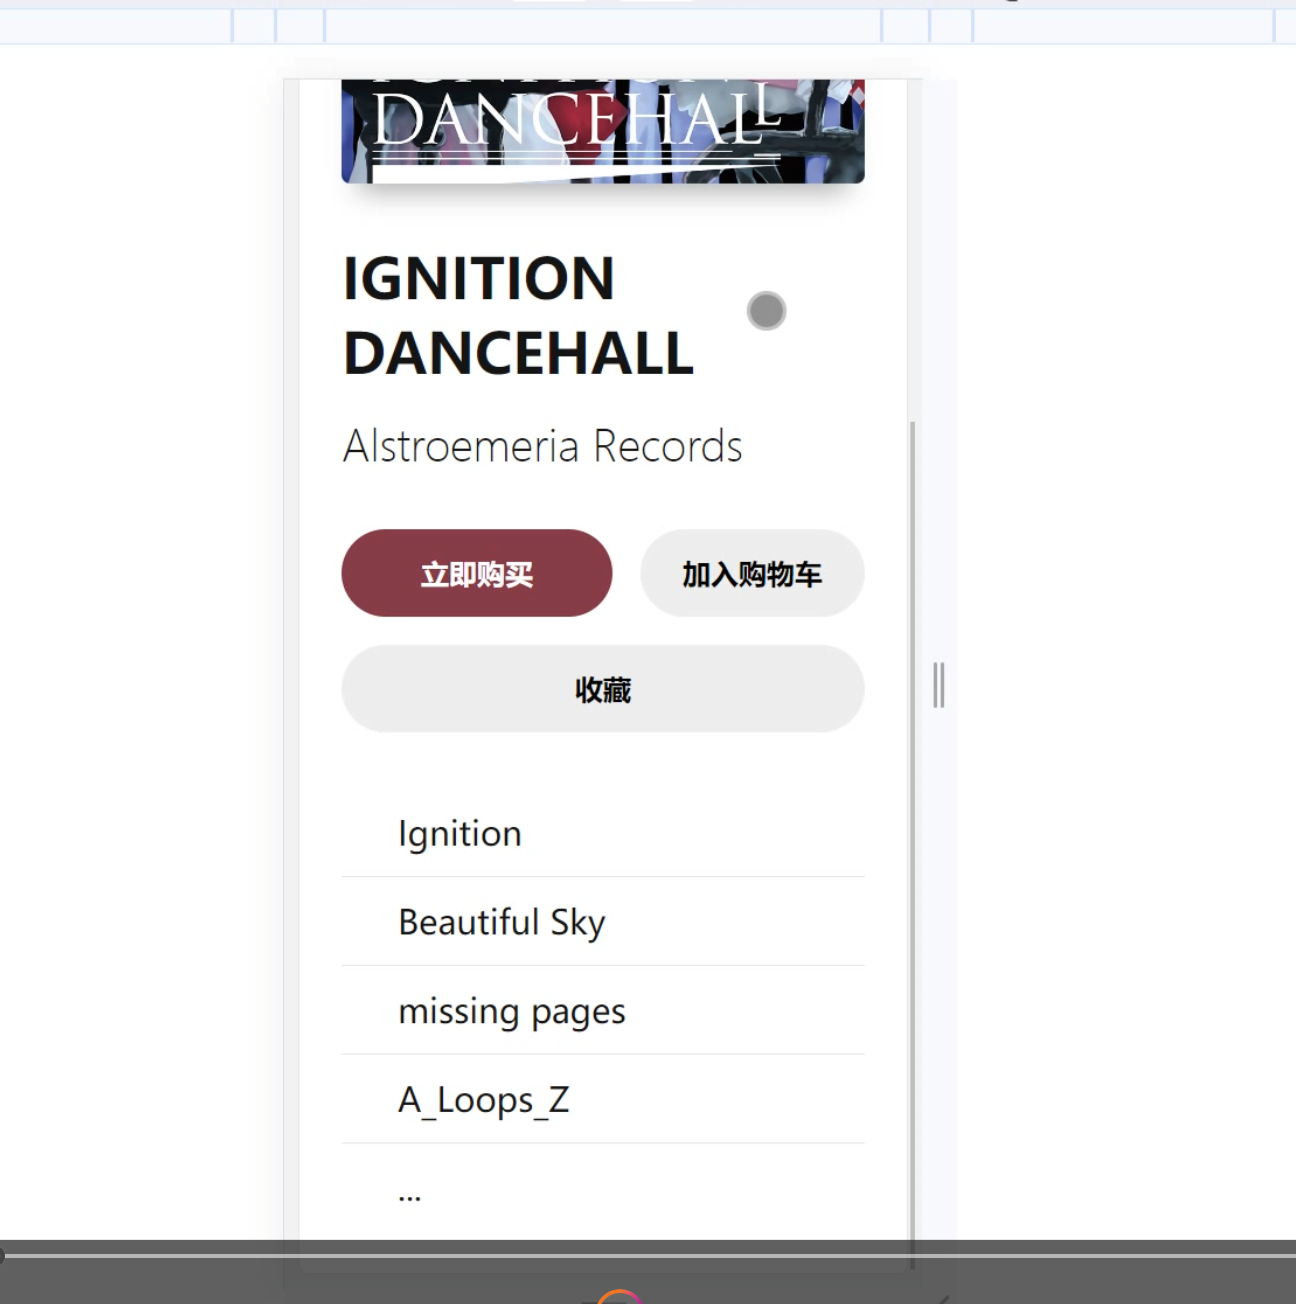 DANCEHALL
IGNITION
DANCEHALL
Alstroemeria Records
立即购买
加入购物车
收藏
Ignition
Beautiful Sky
missing pages
A_Loops_Z
...